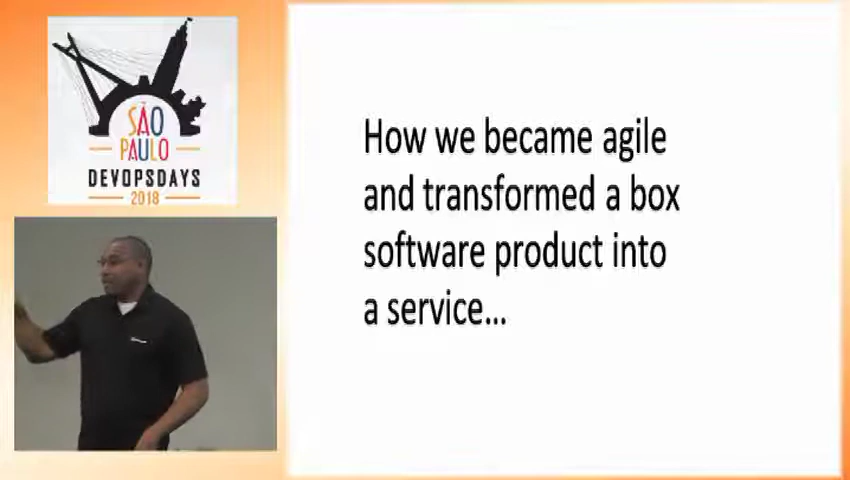 SÃO
PAULO
DEVOPSDAYS
2018
How we became agile
and transformed a box
software product into
a service...